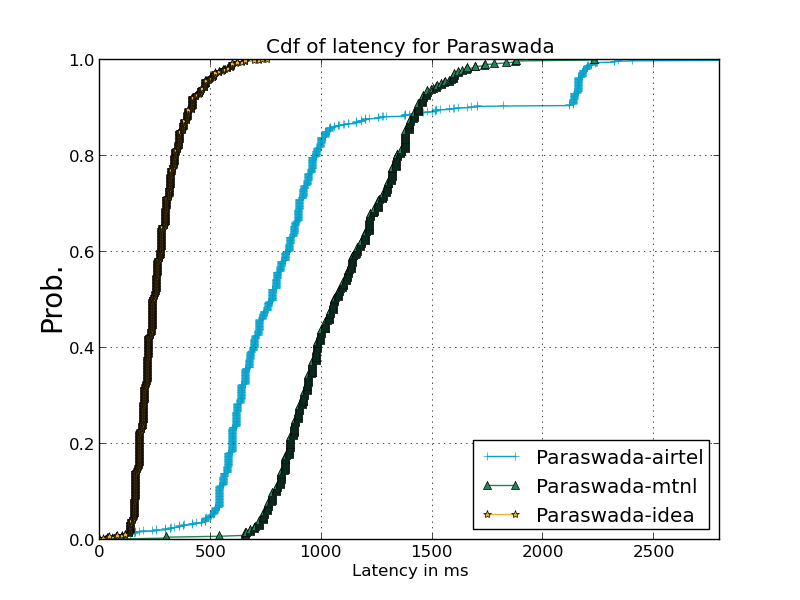 Cdf of latency for Paraswada
Prob.
1.0
0.8
0.6
0.4
0.2
0.0
0
500
1000
1500
2000
2500
Latency in ms
Paraswada-airtel
Paraswada-mtnl
Paraswada-idea